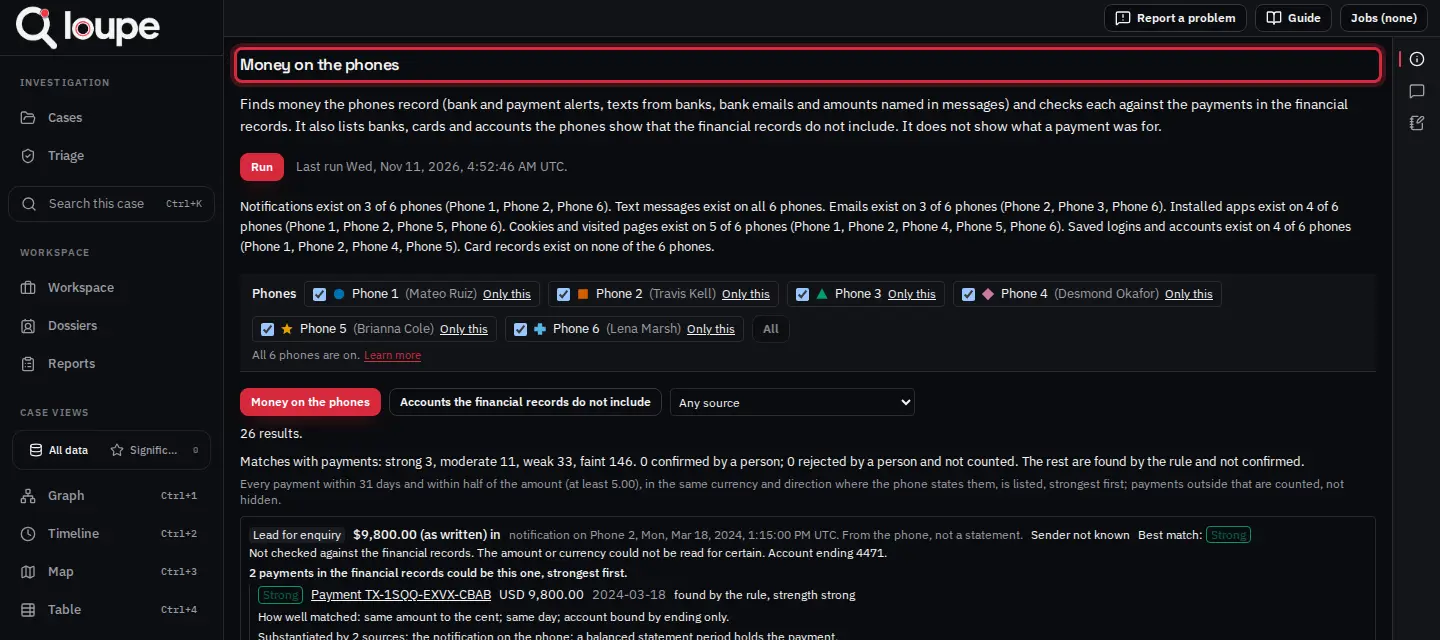 loupe
Report a problem
Guide
Jobs (none)
INVESTIGATION
Cases
Triage
Search this case Ctrl+K
WORKSPACE
Workspace
Dossiers
Reports
CASE VIEWS
All data Signific... 0
Graph Ctrl+1
Timeline Ctrl+2
Map Ctrl+3
Table Ctrl+4
Money on the phones
Finds money the phones record (bank and payment alerts, texts from banks, bank emails and amounts named in messages) and checks each against the payments in the financial
records. It also lists banks, cards and accounts the phones show that the financial records do not include. It does not show what a payment was for.
Run Last run Wed, Nov 11, 2026, 4:52:46 AM UTC.
Notifications exist on 3 of 6 phones (Phone 1, Phone 2, Phone 6). Text messages exist on all 6 phones. Emails exist on 3 of 6 phones (Phone 2, Phone 3, Phone 6). Installed apps exist on 4 of 6
phones (Phone 1, Phone 2, Phone 5, Phone 6). Cookies and visited pages exist on 5 of 6 phones (Phone 1, Phone 2, Phone 4, Phone 5, Phone 6). Saved logins and accounts exist on 4 of 6 phones
(Phone 1, Phone 2, Phone 4, Phone 5). Card records exist on none of the 6 phones.
Phones Phone 1 (Mateo Ruiz) Only this Phone 2 (Travis Kell) Only this Phone 3 Only this Phone 4 (Desmond Okafor) Only this
Phone 5 (Brianna Cole) Only this Phone 6 (Lena Marsh) Only this All
All 6 phones are on. Learn more
Money on the phones Accounts the financial records do not include Any source
26 results.
Matches with payments: strong 3, moderate 11, weak 33, faint 146. 0 confirmed by a person; 0 rejected by a person and not counted. The rest are found by the rule and not confirmed.
Every payment within 31 days and within half of the amount (at least 5.00), in the same currency and direction where the phone states them, is listed, strongest first; payments outside that are counted, not
hidden.
Lead for enquiry $9,800.00 (as written) in notification on Phone 2, Mon, Mar 18, 2024, 1:15:00 PM UTC. From the phone, not a statement. Sender not known Best match: Strong
Not checked against the financial records. The amount or currency could not be read for certain. Account ending 4471.
2 payments in the financial records could be this one, strongest first.
Strong Payment TX-1SQQ-EXVX-CBAB USD 9,800.00 2024-03-18 found by the rule, strength strong
How well matched: same amount to the cent; same day; account bound by ending only.
Substantiated by 2 sources: the notification on the phone; a balanced statement period holds the payment.